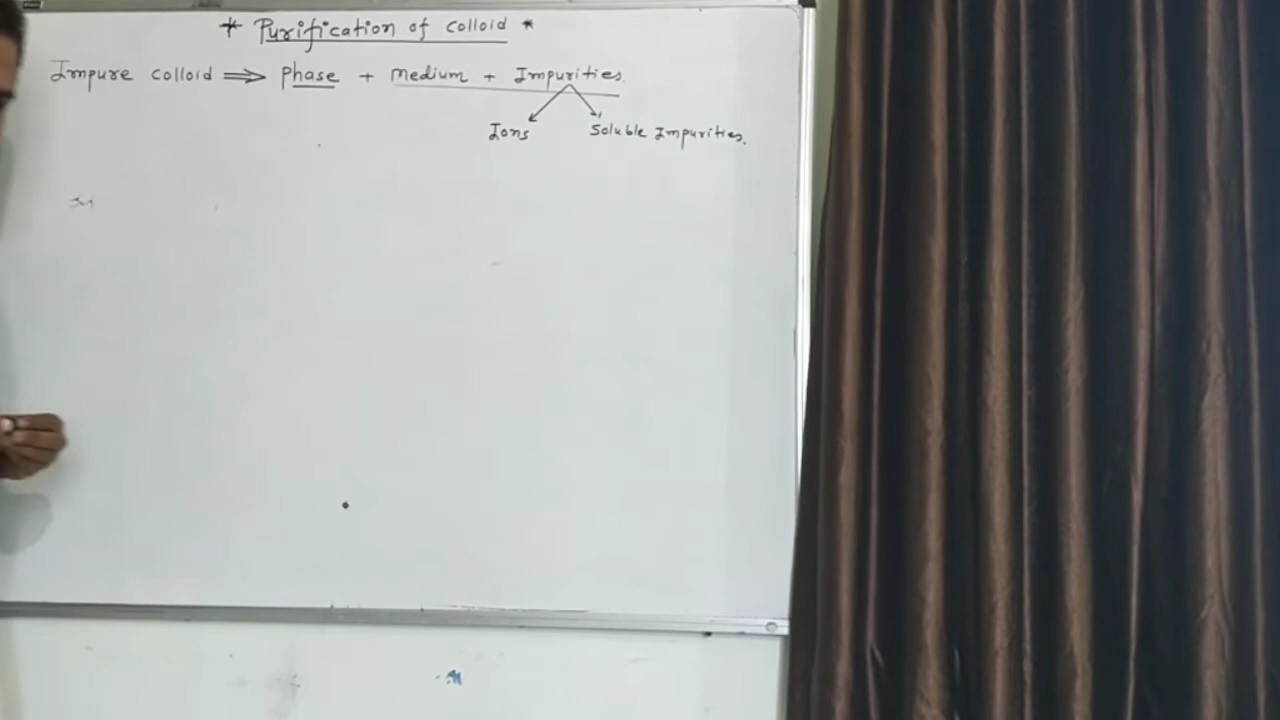 * Purification of colloid *
Impure colloid ⇒ Phase + Medium + Impurities.
Ions
Soluble Impurities.